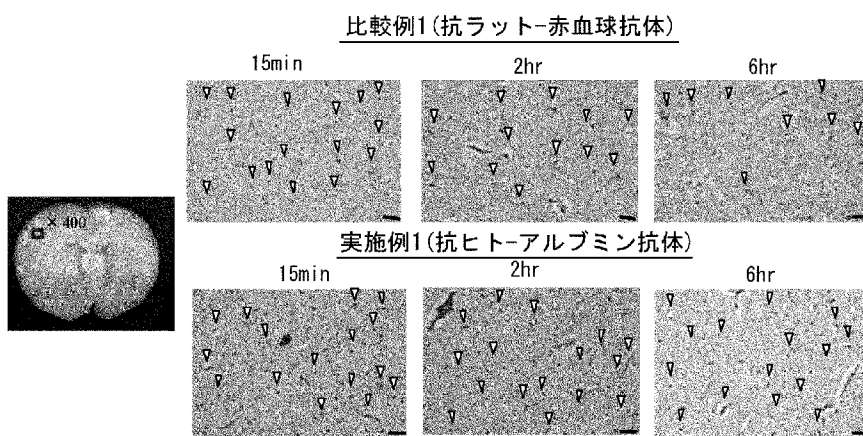 比較例1(抗ラット-赤血球抗体)
15min
2hr
6hr
×400
実施例1(抗ヒト-アルブミン抗体)
15min
2hr
6hr